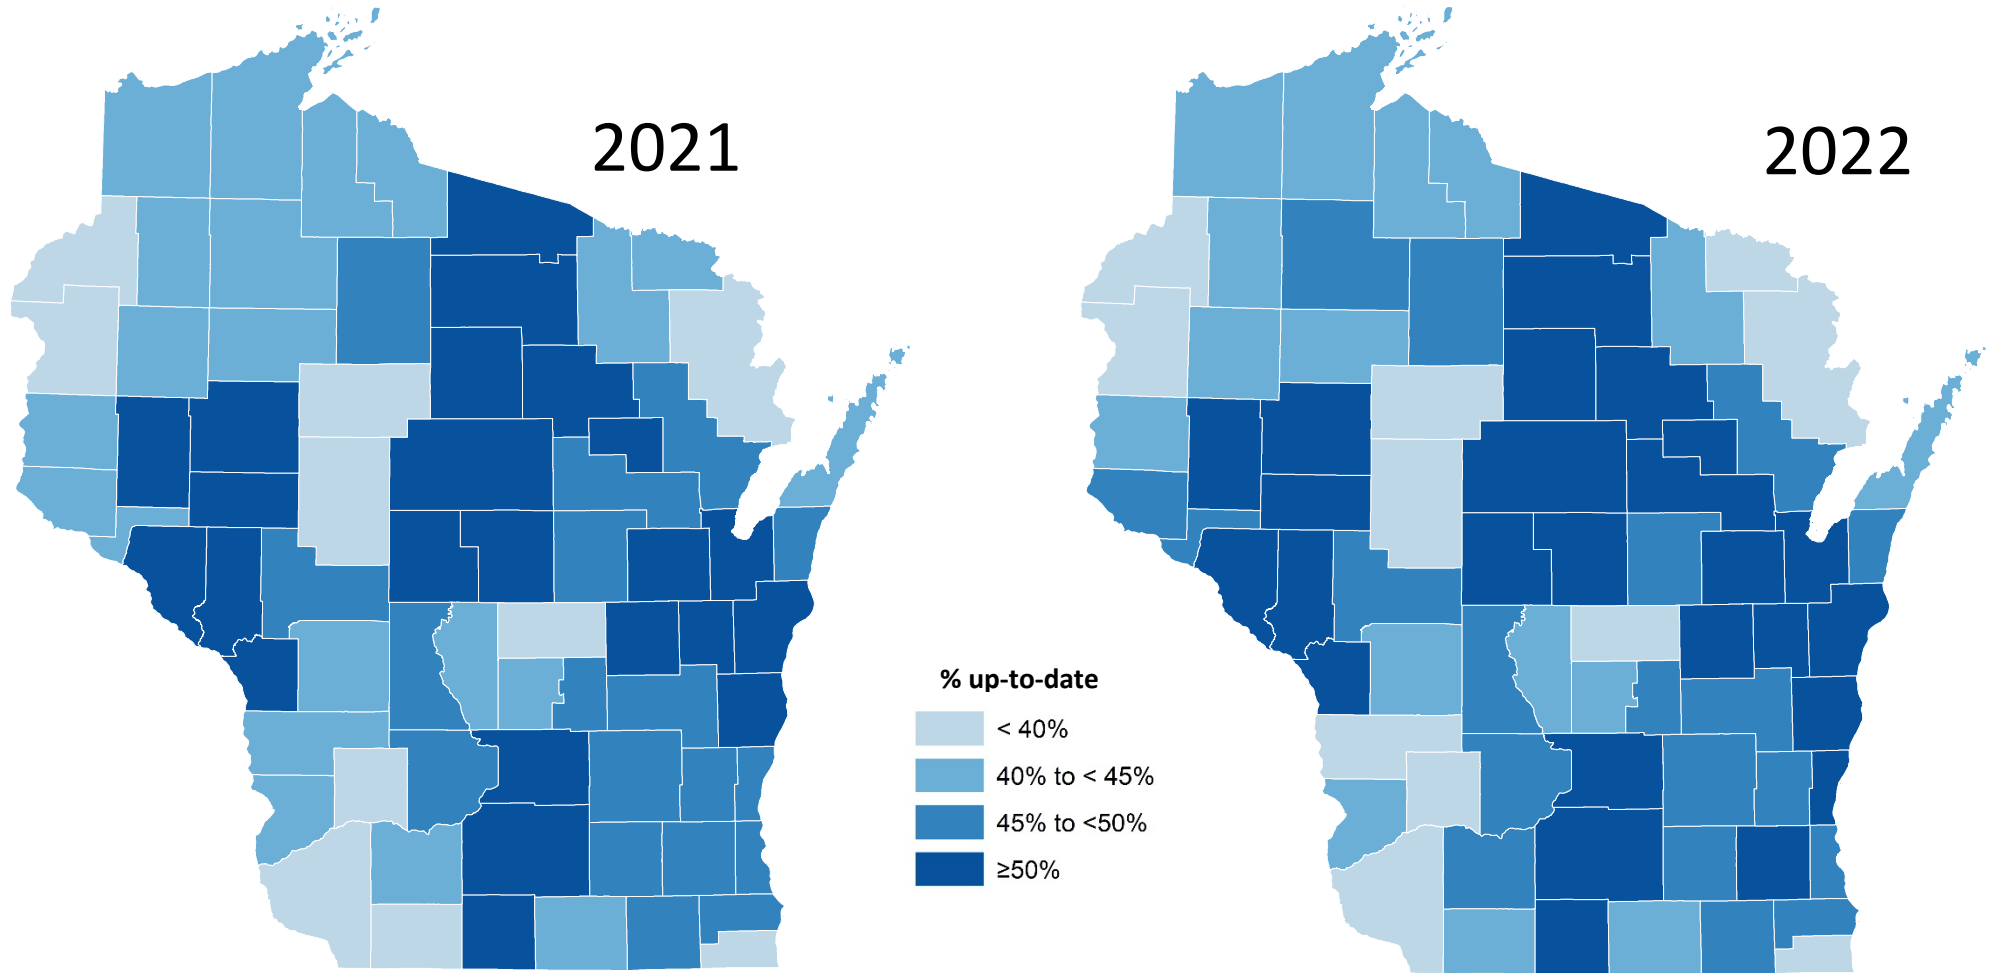 2021
2022
% up-to-date
< 40%
40% to < 45%
45% to <50%
≥50%